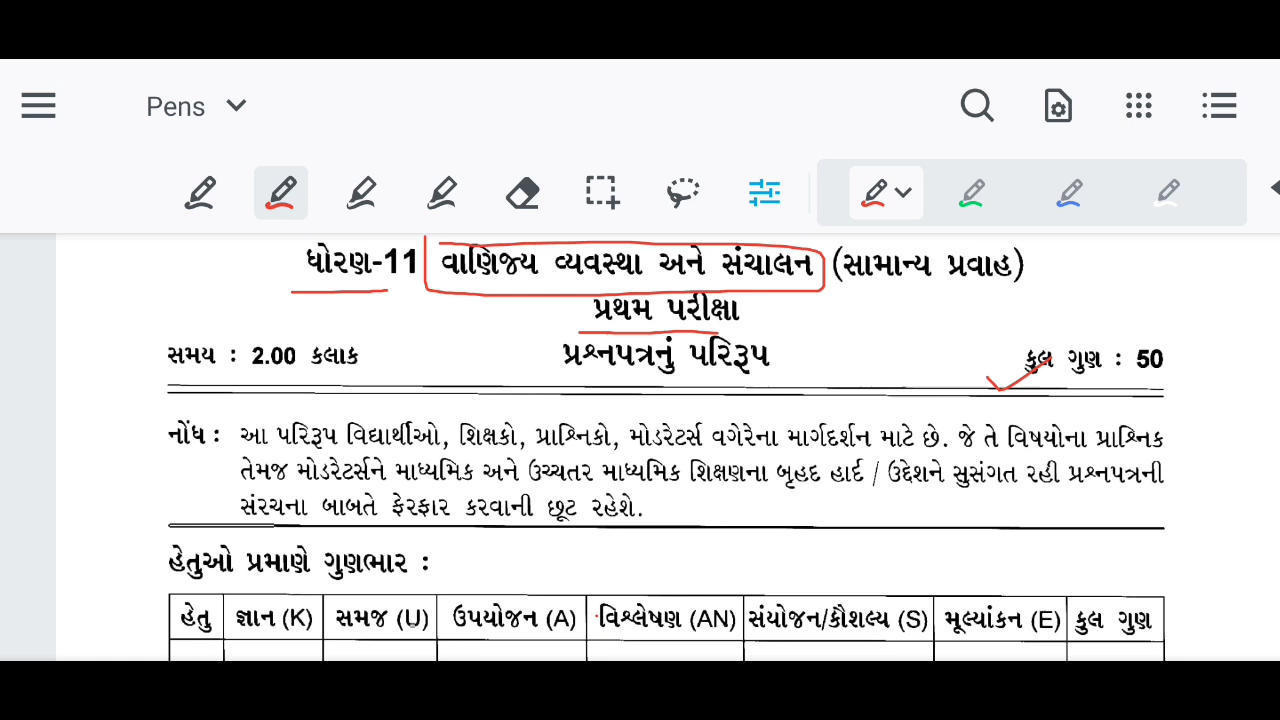 Pens
ધોરણ-11 વાણિજ્ય વ્યવસ્થા અને સંચાલન (સામાન્ય પ્રવાહ)
પ્રથમ પરીક્ષા
સમય : 2.00 કલાક પ્રશ્નપત્રનું પરિરૂપ કુલ ગુણ : 50
નોંધ : આ પરિરૂપ વિદ્યાર્થીઓ, શિક્ષકો, પ્રાશ્નિકો, મોડરેટર્સ વગેરેના માર્ગદર્શન માટે છે. જે તે વિષયોના પ્રાશ્નિક
તેમજ મોડરેટર્સને માધ્યમિક અને ઉચ્ચતર માધ્યમિક શિક્ષણના બૃહદ હાર્દ / ઉદ્દેશને સુસંગત રહી પ્રશ્નપત્રની
સંરચના બાબતે ફેરફાર કરવાની છૂટ રહેશે.
હેતુઓ પ્રમાણે ગુણભાર :
હેતુ જ્ઞાન (K) સમજ (U) ઉપયોજન (A) વિશ્લેષણ (AN) સંયોજન/કૌશલ્ય (S) મૂલ્યાંકન (E) કુલ ગુણ